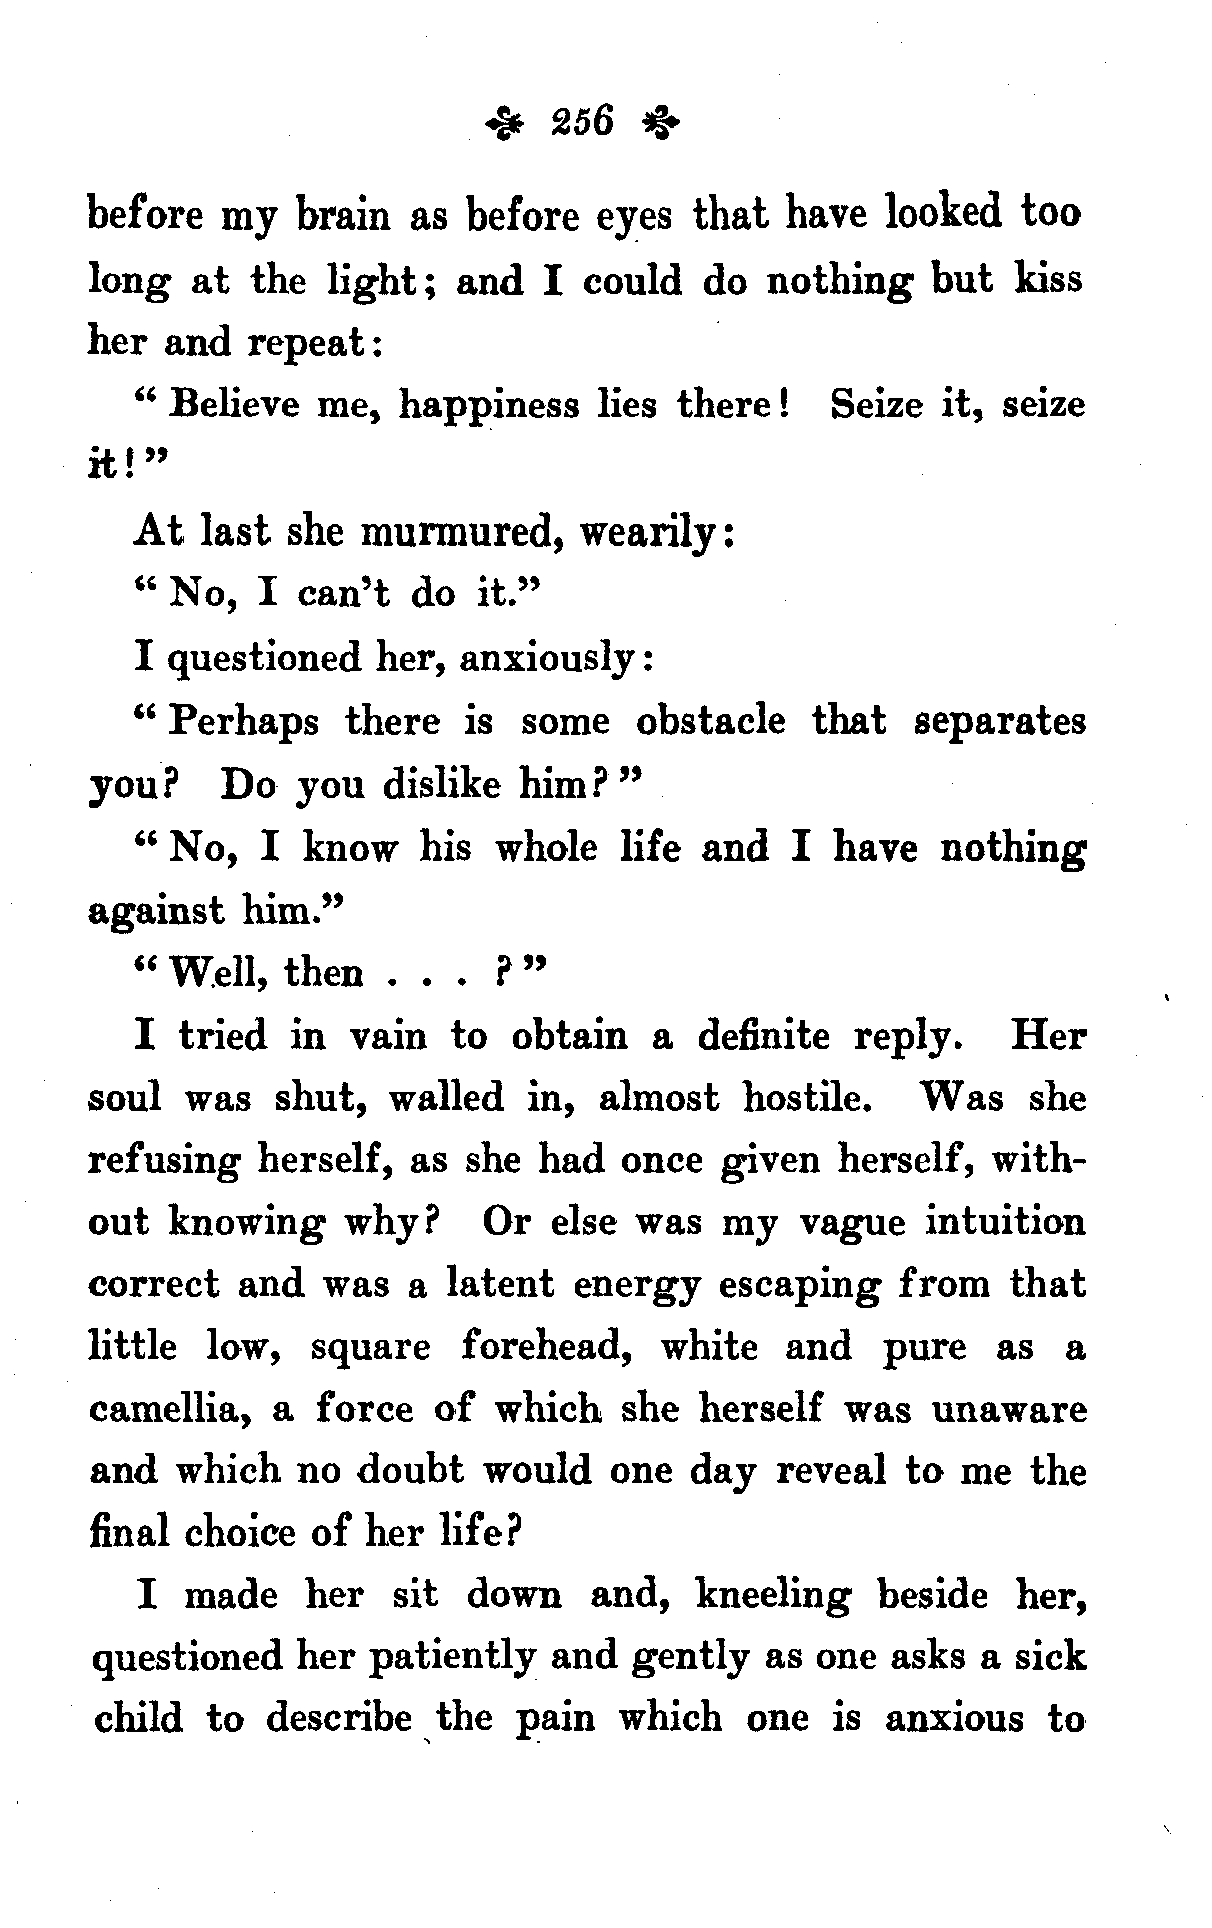 256
before my brain as before eyes that have looked too
long at the light; and I could do nothing but kiss
her and repeat:
“ Believe me, happiness lies there! Seize it, seize
it! ”
At last she murmured, wearily:
“ No, I can’t do it.”
I questioned her, anxiously:
“ Perhaps there is some obstacle that separates
you? Do you dislike him? ”
“ No, I know his whole life and I have nothing
against him.”
“ Well, then . . . ? ”
I tried in vain to obtain a definite reply. Her
soul was shut, walled in, almost hostile. Was she
refusing herself, as she had once given herself, with-
out knowing why? Or else was my vague intuition
correct and was a latent energy escaping from that
little low, square forehead, white and pure as a
camellia, a force of which she herself was unaware
and which no doubt would one day reveal to me the
final choice of her life?
I made her sit down and, kneeling beside her,
questioned her patiently and gently as one asks a sick
child to describe the pain which one is anxious to